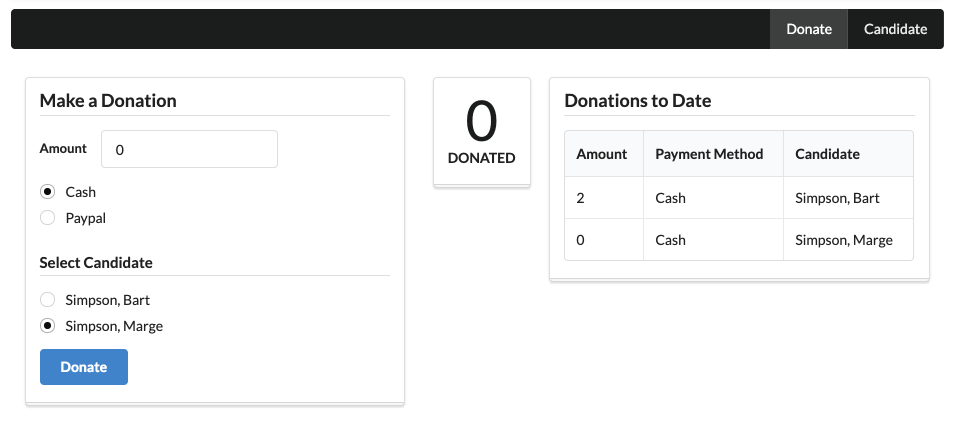 Donate Candidate
Make a Donation
Amount 0
Cash
Paypal
Select Candidate
Simpson, Bart
Simpson, Marge
Donate
0
DONATED
Donations to Date
Amount Payment Method Candidate
2 Cash Simpson, Bart
0 Cash Simpson, Marge